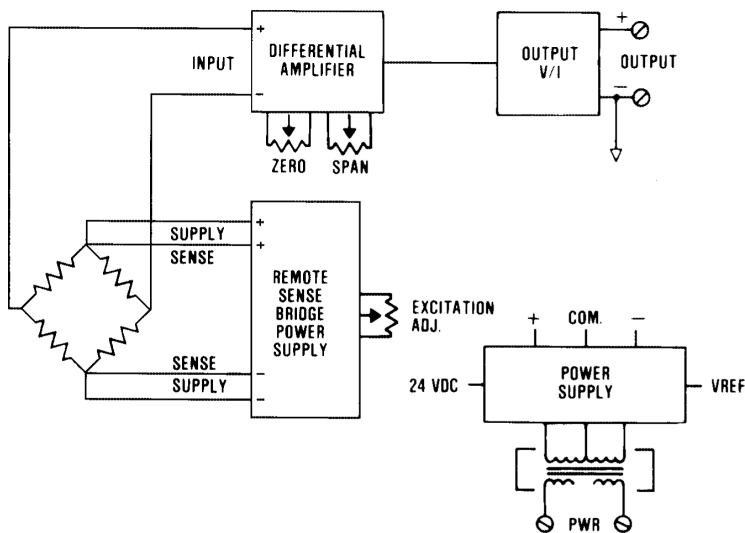 +
DIFFERENTIAL
AMPLIFIER
INPUT
−
ZERO SPAN
OUTPUT
V/I
+
OUTPUT
−
+
SUPPLY
+
SENSE
REMOTE
SENSE
BRIDGE
POWER
SUPPLY
EXCITATION
ADJ.
SENSE
−
SUPPLY
−
+ COM. −
24 VDC
POWER
SUPPLY
VREF
PWR